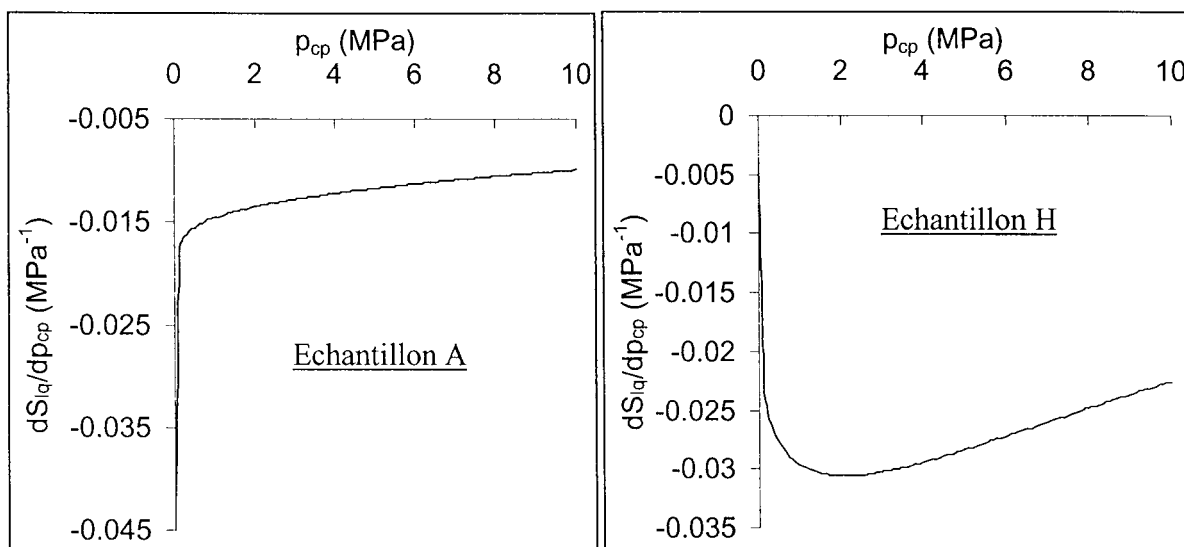 p_cp (MPa)
0 2 4 6 8 10
-0.005
-0.015
-0.025
-0.035
-0.045
dS_lq/dp_cp (MPa⁻¹)
Echantillon A
p_cp (MPa)
0 2 4 6 8 10
0
-0.005
-0.01
-0.015
-0.02
-0.025
-0.03
-0.035
dS_lq/dp_cp (MPa⁻¹)
Echantillon H